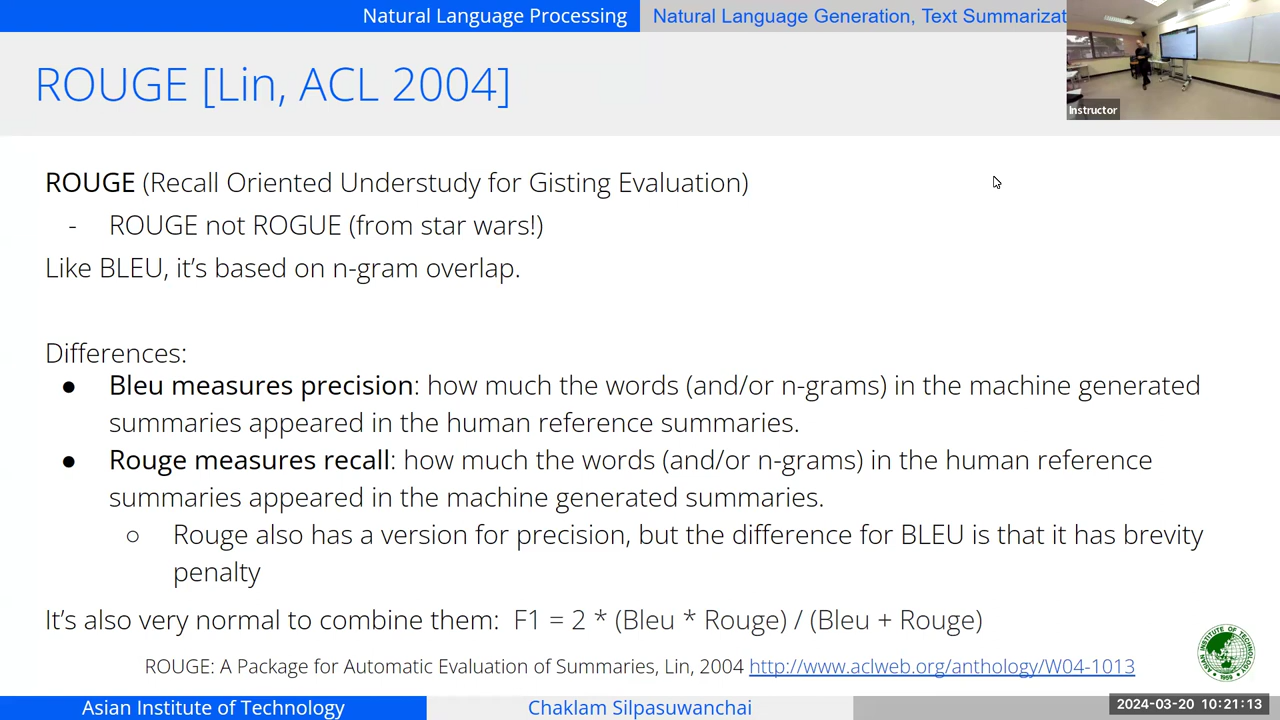 Natural Language Processing
Natural Language Generation, Text Summarizat
ROUGE [Lin, ACL 2004]
Instructor
ROUGE (Recall Oriented Understudy for Gisting Evaluation)
- ROUGE not ROGUE (from star wars!)
Like BLEU, it's based on n-gram overlap.
Differences:
● Bleu measures precision: how much the words (and/or n-grams) in the machine generated
summaries appeared in the human reference summaries.
● Rouge measures recall: how much the words (and/or n-grams) in the human reference
summaries appeared in the machine generated summaries.
○ Rouge also has a version for precision, but the difference for BLEU is that it has brevity
penalty
It's also very normal to combine them: F1 = 2 * (Bleu * Rouge) / (Bleu + Rouge)
ROUGE: A Package for Automatic Evaluation of Summaries, Lin, 2004 http://www.aclweb.org/anthology/W04-1013
Asian Institute of Technology
Chaklam Silpasuwanchai
2024-03-20 10:21:13